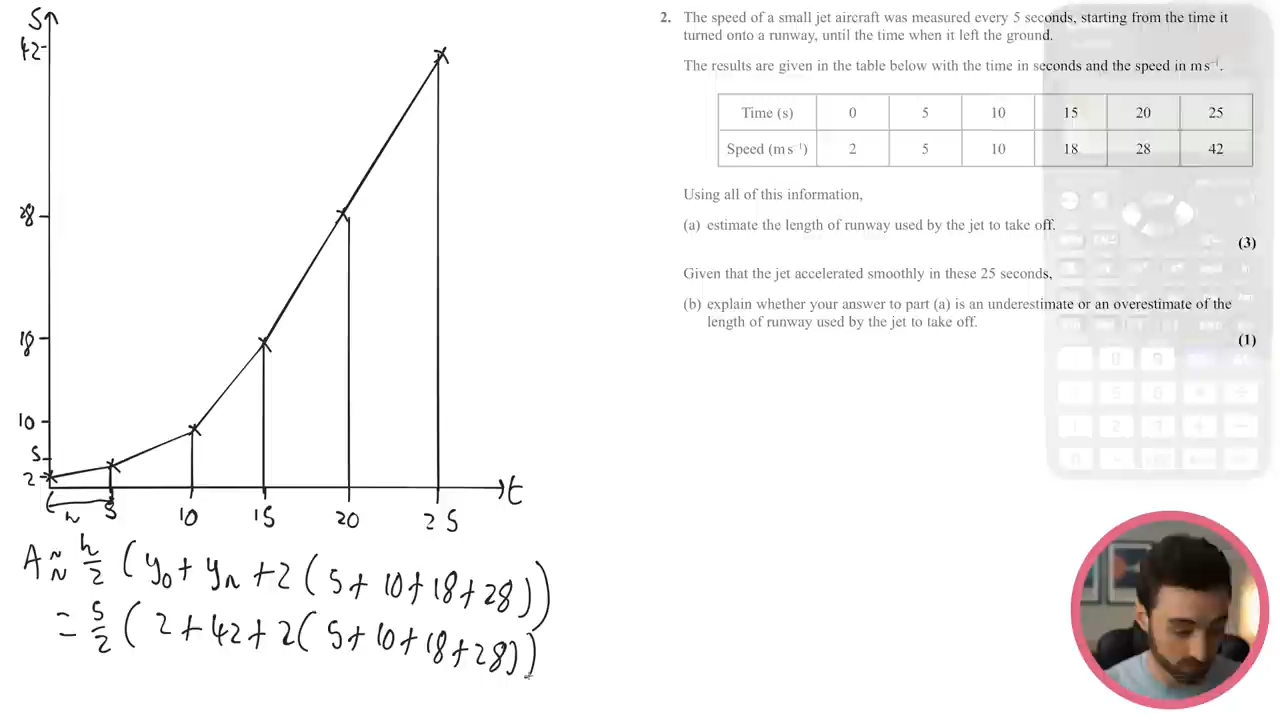 S
42
28
18
10
5
2
h
5
10
15
20
25
t
A ≈ h/2 (y₀ + yₙ + 2 (5 + 10 + 18 + 28))
= 5/2 (2 + 42 + 2(5 + 10 + 18 + 28))
2. The speed of a small jet aircraft was measured every 5 seconds, starting from the time it
turned onto a runway, until the time when it left the ground.
The results are given in the table below with the time in seconds and the speed in m s⁻¹.
Time (s) 0 5 10 15 20 25
Speed (m s⁻¹) 2 5 10 18 28 42
Using all of this information,
(a) estimate the length of runway used by the jet to take off.
(3)
Given that the jet accelerated smoothly in these 25 seconds,
(b) explain whether your answer to part (a) is an underestimate or an overestimate of the
length of runway used by the jet to take off.
(1)